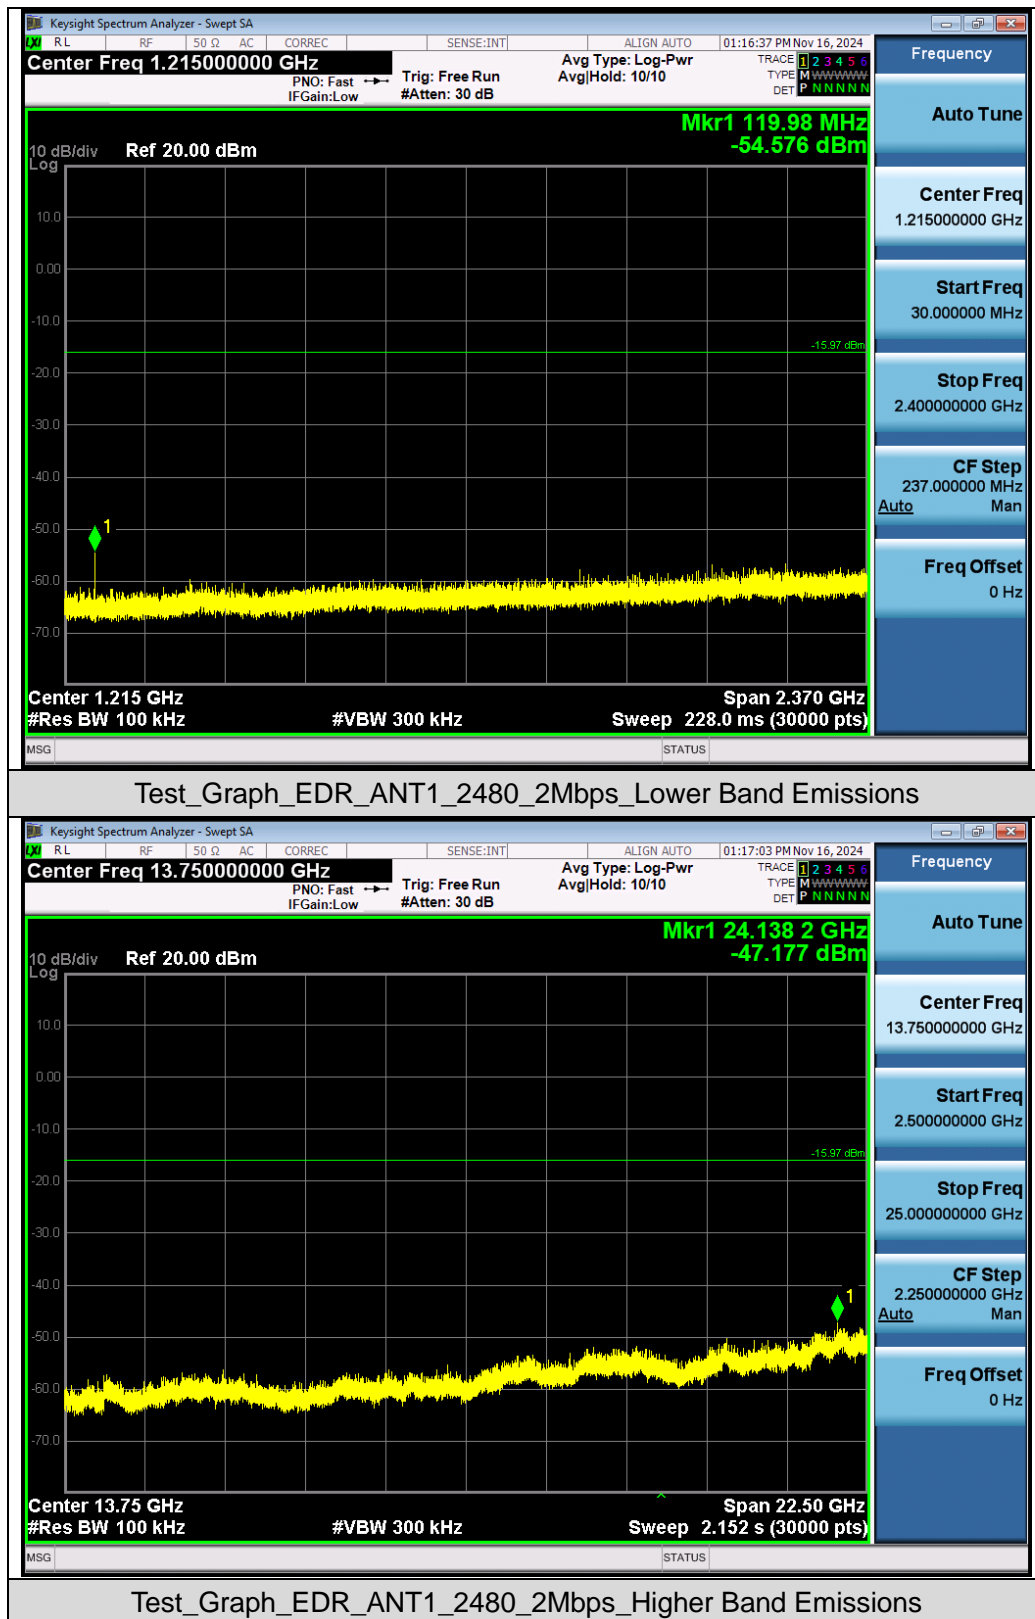 Keysight Spectrum Analyzer - Swept SA
LXI RL RF 50 Ω AC CORREC SENSE:INT ALIGN AUTO 01:16:37 PM Nov 16, 2024
Center Freq 1.215000000 GHz
PNO: Fast
IFGain:Low
Trig: Free Run
#Atten: 30 dB
Avg Type: Log-Pwr
Avg|Hold: 10/10
TRACE 1 2 3 4 5 6
TYPE M WWWWW
DET P N N N N N
Frequency
Mkr1 119.98 MHz
-54.576 dBm
10 dB/div
Log
Ref 20.00 dBm
10.0
0.00
-10.0
-15.97 dBm
-20.0
-30.0
-40.0
-50.0
1
-60.0
-70.0
Center 1.215 GHz
Span 2.370 GHz
#Res BW 100 kHz
#VBW 300 kHz
Sweep 228.0 ms (30000 pts)
MSG
STATUS
Auto Tune
Center Freq
1.215000000 GHz
Start Freq
30.000000 MHz
Stop Freq
2.400000000 GHz
CF Step
237.000000 MHz
Auto Man
Freq Offset
0 Hz
Test_Graph_EDR_ANT1_2480_2Mbps_Lower Band Emissions
Keysight Spectrum Analyzer - Swept SA
LXI RL RF 50 Ω AC CORREC SENSE:INT ALIGN AUTO 01:17:03 PM Nov 16, 2024
Center Freq 13.750000000 GHz
PNO: Fast
IFGain:Low
Trig: Free Run
#Atten: 30 dB
Avg Type: Log-Pwr
Avg|Hold: 10/10
TRACE 1 2 3 4 5 6
TYPE M WWWWW
DET P N N N N N
Frequency
Mkr1 24.138 2 GHz
-47.177 dBm
10 dB/div
Log
Ref 20.00 dBm
10.0
0.00
-10.0
-15.97 dBm
-20.0
-30.0
-40.0
1
-50.0
-60.0
-70.0
Center 13.75 GHz
Span 22.50 GHz
#Res BW 100 kHz
#VBW 300 kHz
Sweep 2.152 s (30000 pts)
MSG
STATUS
Auto Tune
Center Freq
13.750000000 GHz
Start Freq
2.500000000 GHz
Stop Freq
25.000000000 GHz
CF Step
2.250000000 GHz
Auto Man
Freq Offset
0 Hz
Test_Graph_EDR_ANT1_2480_2Mbps_Higher Band Emissions